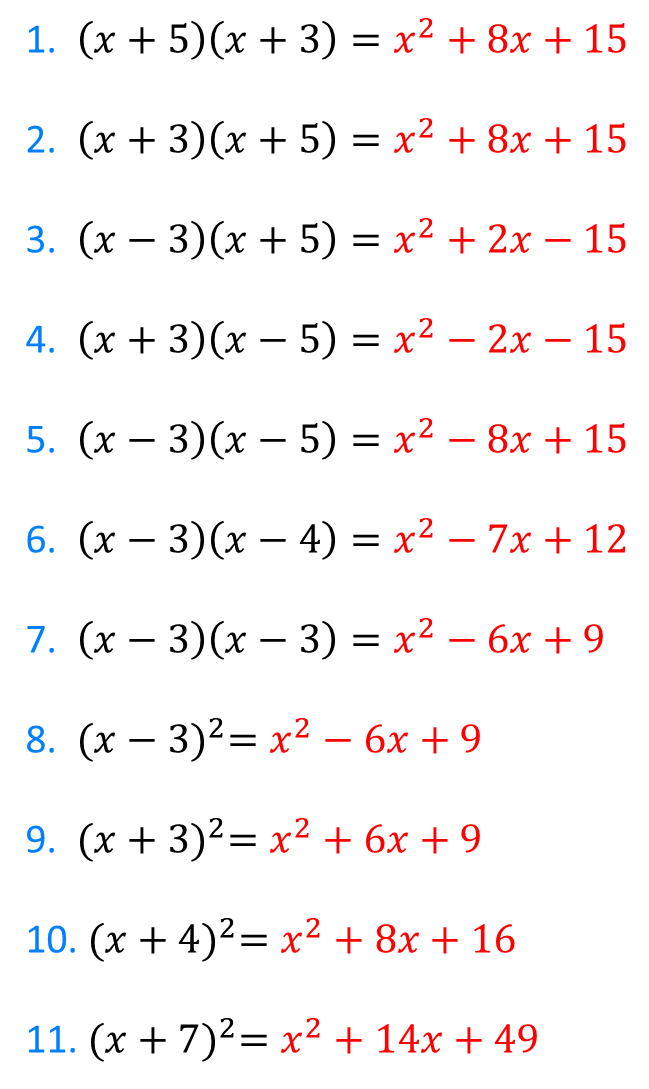 1. (x + 5)(x + 3) = x² + 8x + 15
2. (x + 3)(x + 5) = x² + 8x + 15
3. (x − 3)(x + 5) = x² + 2x − 15
4. (x + 3)(x − 5) = x² − 2x − 15
5. (x − 3)(x − 5) = x² − 8x + 15
6. (x − 3)(x − 4) = x² − 7x + 12
7. (x − 3)(x − 3) = x² − 6x + 9
8. (x − 3)²= x² − 6x + 9
9. (x + 3)²= x² + 6x + 9
10. (x + 4)²= x² + 8x + 16
11. (x + 7)²= x² + 14x + 49